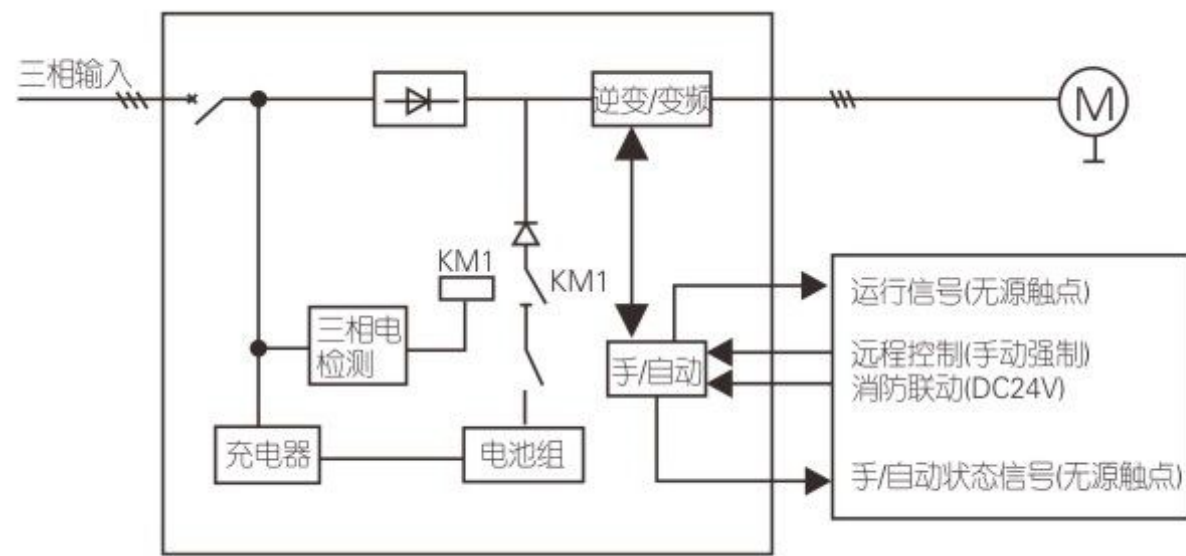 三相输入
逆变/变频
M
KM1
KM1
三相电
检测
手/自动
充电器
电池组
运行信号(无源触点)
远程控制(手动强制)
消防联动(DC24V)
手/自动状态信号(无源触点)